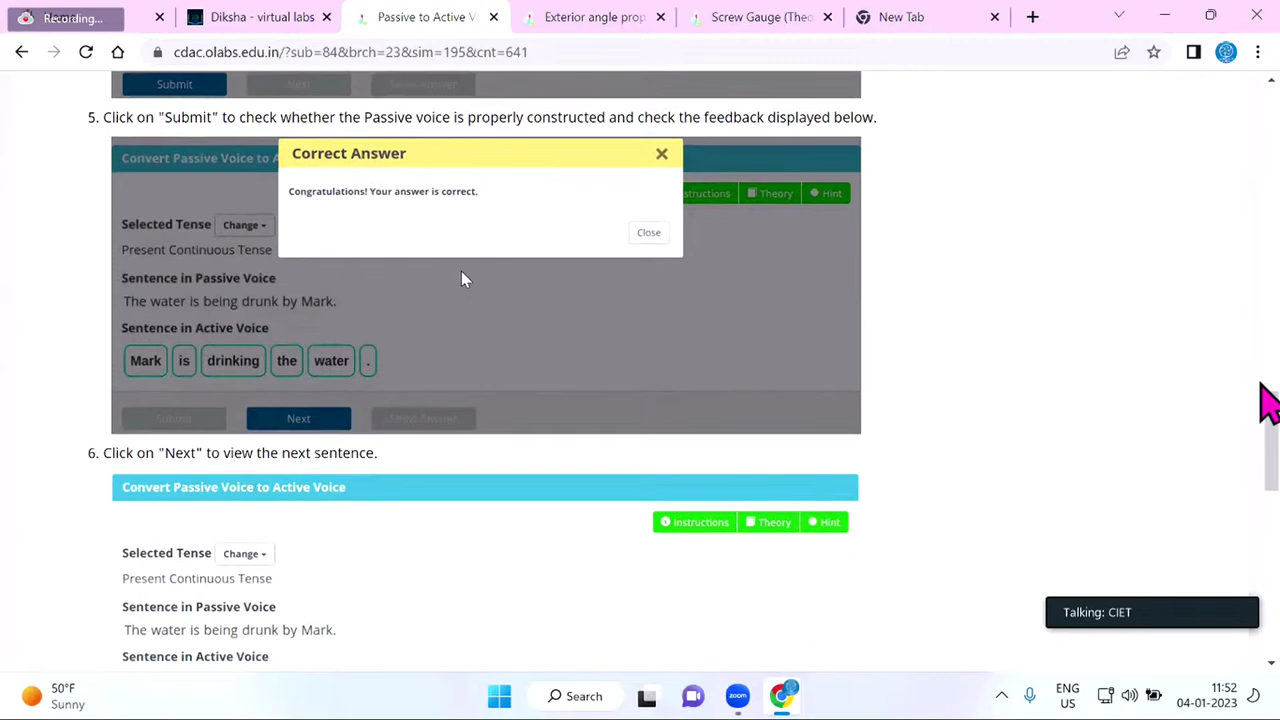 Recording...
Diksha - virtual labs
Passive to Active V
Exterior angle prop
Screw Gauge (Theo
New Tab
cdac.olabs.edu.in/?sub=84&brch=23&sim=195&cnt=641
Submit
Next
5. Click on "Submit" to check whether the Passive voice is properly constructed and check the feedback displayed below.
Convert Passive Voice to A
Correct Answer
Congratulations! Your answer is correct.
Close
structions Theory Hint
Selected Tense Change
Present Continuous Tense
Sentence in Passive Voice
The water is being drunk by Mark.
Sentence in Active Voice
Mark is drinking the water .
Submit Next Show Answer
6. Click on "Next" to view the next sentence.
Convert Passive Voice to Active Voice
Instructions Theory Hint
Selected Tense Change
Present Continuous Tense
Sentence in Passive Voice
The water is being drunk by Mark.
Sentence in Active Voice
Talking: CIET
50°F
Sunny
Search
zoom
ENG
US
11:52
04-01-2023